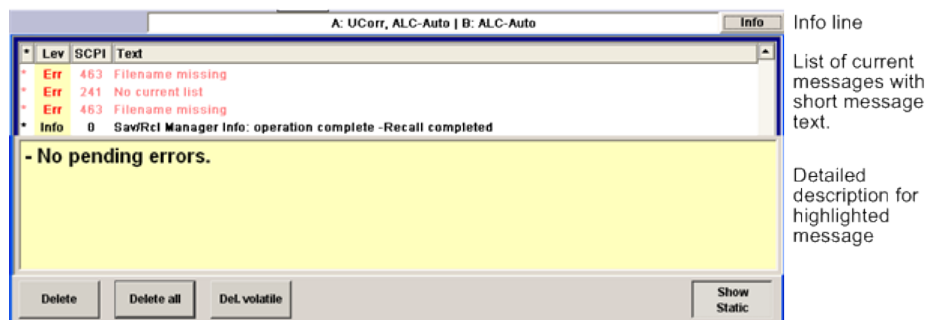 A: UCorr, ALC-Auto | B: ALC-Auto
Info
Info line
* Lev SCPI Text
* Err 463 Filename missing
* Err 241 No current list
* Err 463 Filename missing
* Info 0 Sav/Rcl Manager Info: operation complete -Recall completed
List of current
messages with
short message
text.
- No pending errors.
Detailed
description for
highlighted
message
Delete
Delete all
Del. volatile
Show
Static